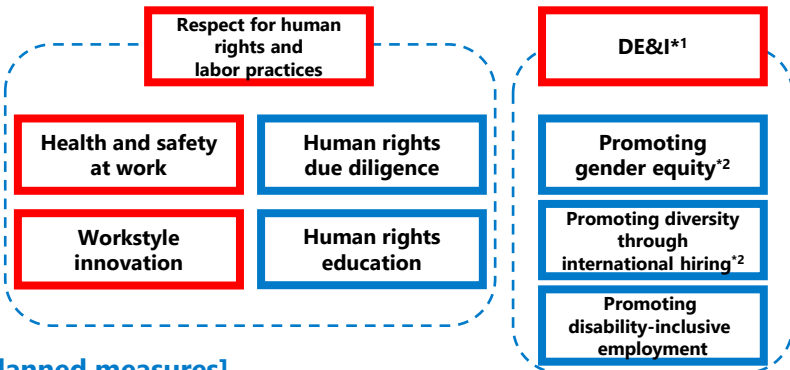 Respect for human
rights and
labor practices
DE&I*1
Health and safety
at work
Human rights
due diligence
Workstyle
innovation
Human rights
education
Promoting
gender equity*2
Promoting diversity
through
international hiring*2
Promoting
disability-inclusive
employment
measures]